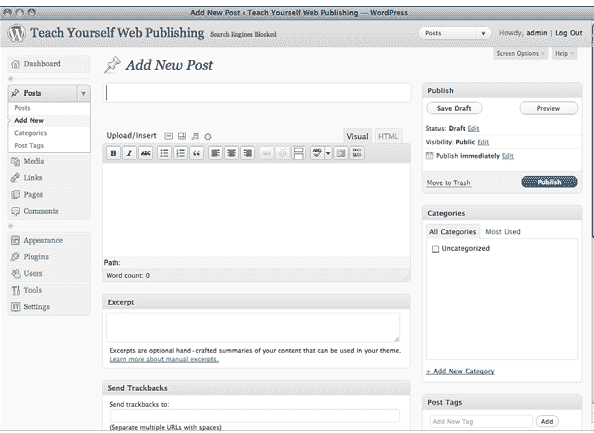 Add New Post ‹ Teach Yourself Web Publishing — WordPress
Teach Yourself Web Publishing Search Engines Blocked
Posts
Howdy, admin | Log Out
Screen Options
Help
Dashboard
Posts
Posts
Add New
Categories
Post Tags
Media
Links
Pages
Comments
Appearance
Plugins
Users
Tools
Settings
Add New Post
Upload/Insert
Visual
HTML
B I ABC
ABC
Path:
Word count: 0
Excerpt
Excerpts are optional hand-crafted summaries of your content that can be used in your theme.
Learn more about manual excerpts.
Send Trackbacks
Send trackbacks to:
(Separate multiple URLs with spaces)
Publish
Save Draft
Preview
Status: Draft Edit
Visibility: Public Edit
Publish immediately Edit
Move to Trash
Publish
Categories
All Categories
Most Used
Uncategorized
+ Add New Category
Post Tags
Add New Tag
Add